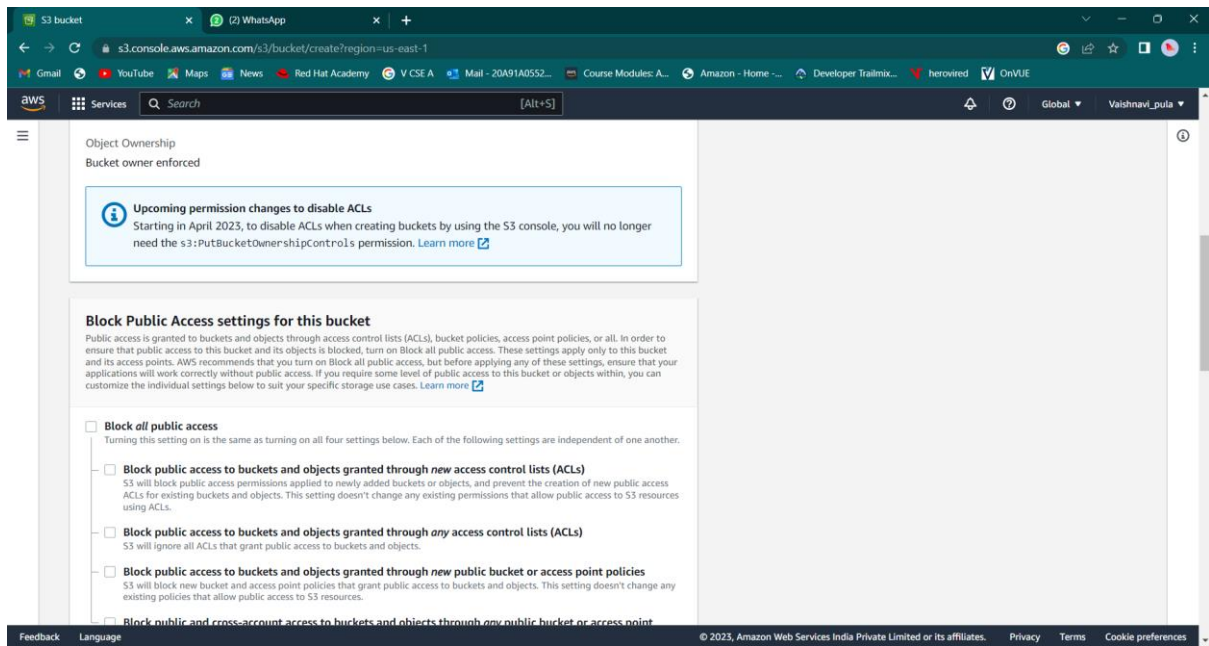 S3 bucket
(2) WhatsApp
s3.console.aws.amazon.com/s3/bucket/create?region=us-east-1
Gmail YouTube Maps News Red Hat Academy V CSE A Mail - 20A91A0552... Course Modules: A... Amazon - Home -... Developer Trailmix... herovired OnVUE
aws Services Search [Alt+S] Global Vaishnavi_pula
Object Ownership
Bucket owner enforced
Upcoming permission changes to disable ACLs
Starting in April 2023, to disable ACLs when creating buckets by using the S3 console, you will no longer
need the s3:PutBucketOwnershipControls permission. Learn more
Block Public Access settings for this bucket
Public access is granted to buckets and objects through access control lists (ACLs), bucket policies, access point policies, or all. In order to
ensure that public access to this bucket and its objects is blocked, turn on Block all public access. These settings apply only to this bucket
and its access points. AWS recommends that you turn on Block all public access, but before applying any of these settings, ensure that your
applications will work correctly without public access. If you require some level of public access to this bucket or objects within, you can
customize the individual settings below to suit your specific storage use cases. Learn more
Block all public access
Turning this setting on is the same as turning on all four settings below. Each of the following settings are independent of one another.
Block public access to buckets and objects granted through new access control lists (ACLs)
S3 will block public access permissions applied to newly added buckets or objects, and prevent the creation of new public access
ACLs for existing buckets and objects. This setting doesn't change any existing permissions that allow public access to S3 resources
using ACLs.
Block public access to buckets and objects granted through any access control lists (ACLs)
S3 will ignore all ACLs that grant public access to buckets and objects.
Block public access to buckets and objects granted through new public bucket or access point policies
S3 will block new bucket and access point policies that grant public access to buckets and objects. This setting doesn't change any
existing policies that allow public access to S3 resources.
Block public and cross-account access to buckets and objects through any public bucket or access point
Feedback Language © 2023, Amazon Web Services India Private Limited or its affiliates. Privacy Terms Cookie preferences